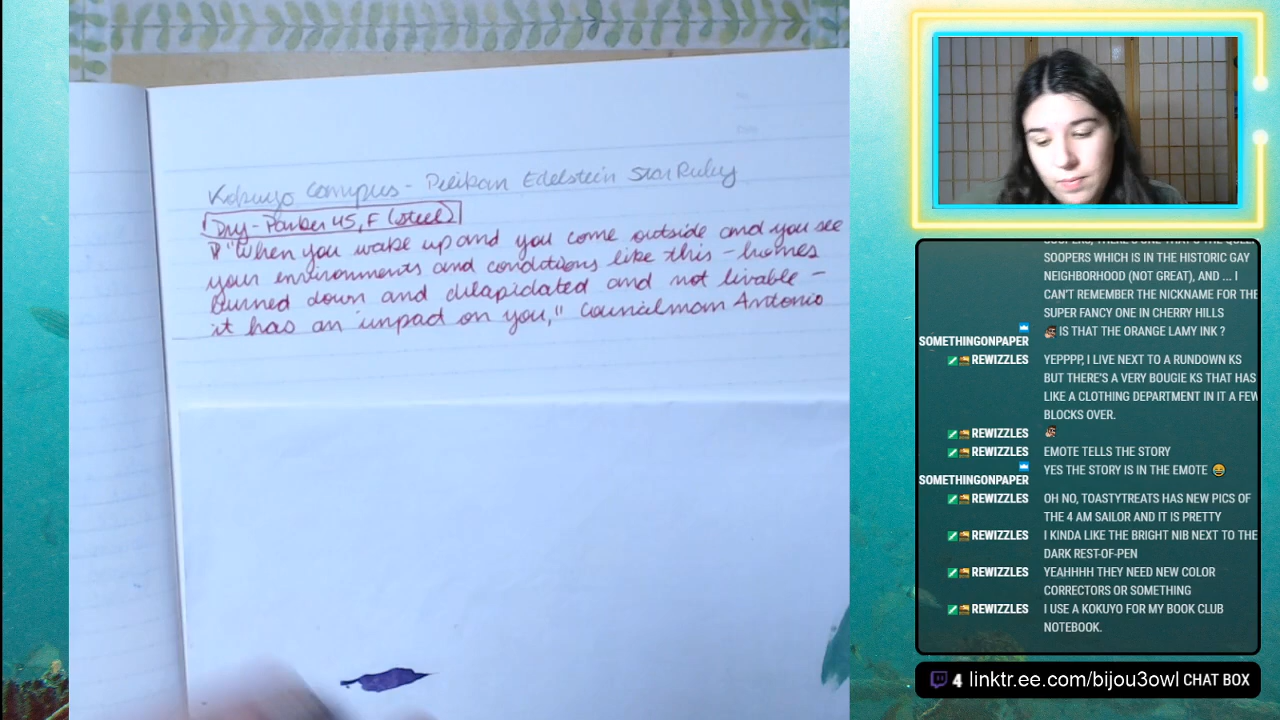 Kokuyo Campus - Pelikan Edelstein Star Ruby
Dry - Parker 45, F (steel)
"When you wake up and you come outside and you see
your environments and conditions like this - homes
burned down and dilapidated and not livable -
it has an impact on you," Councilman Antonio
SOOPERS, THERE'S ONE THAT'S THE QUEEN
SOOPERS WHICH IS IN THE HISTORIC GAY
NEIGHBORHOOD (NOT GREAT), AND ... I
CAN'T REMEMBER THE NICKNAME FOR THE
SUPER FANCY ONE IN CHERRY HILLS
SOMETHINGONPAPER IS THAT THE ORANGE LAMY INK ?
REWIZZLES YEPPPP, I LIVE NEXT TO A RUNDOWN KS
BUT THERE'S A VERY BOUGIE KS THAT HAS
LIKE A CLOTHING DEPARTMENT IN IT A FEW
BLOCKS OVER.
REWIZZLES
REWIZZLES EMOTE TELLS THE STORY
SOMETHINGONPAPER YES THE STORY IS IN THE EMOTE 😅
REWIZZLES OH NO, TOASTYTREATS HAS NEW PICS OF
THE 4 AM SAILOR AND IT IS PRETTY
REWIZZLES I KINDA LIKE THE BRIGHT NIB NEXT TO THE
DARK REST-OF-PEN
REWIZZLES YEAHHHH THEY NEED NEW COLOR
CORRECTORS OR SOMETHING
REWIZZLES I USE A KOKUYO FOR MY BOOK CLUB
NOTEBOOK.
4 linktr.ee.com/bijou3owl CHAT BOX